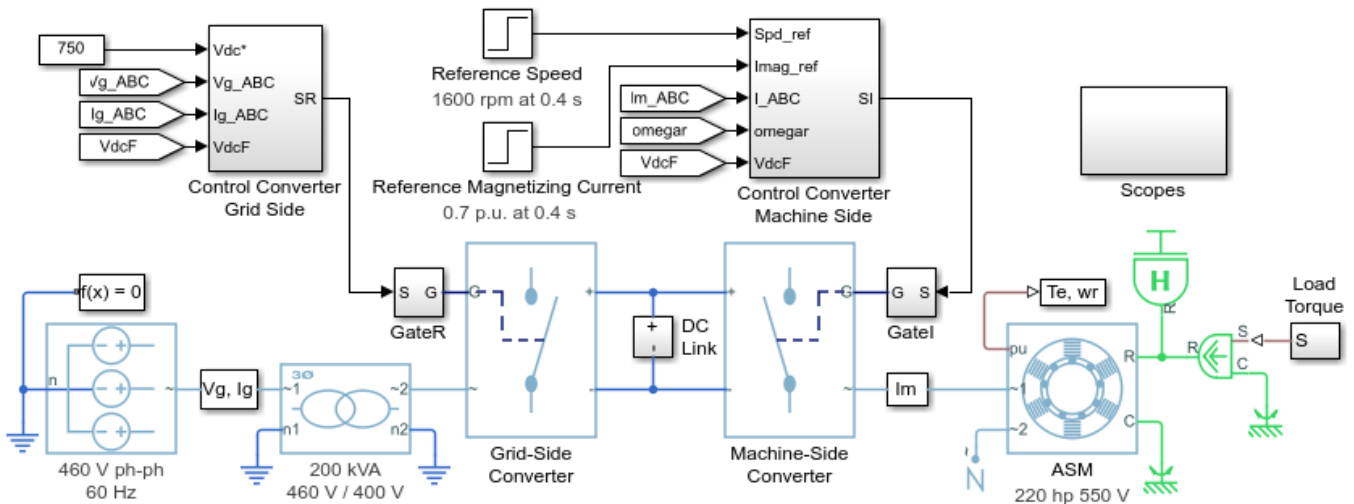 750
Vdc*
Vg_ABC
Ig_ABC
VdcF
Vg_ABC
Ig_ABC
VdcF
SR
Control Converter
Grid Side
Reference Speed
1600 rpm at 0.4 s
Reference Magnetizing Current
0.7 p.u. at 0.4 s
Im_ABC
omegar
VdcF
Spd_ref
Imag_ref
I_ABC
omegar
VdcF
SI
Control Converter
Machine Side
Scopes
f(x) = 0
n
~
460 V ph-ph
60 Hz
Vg, Ig
3Ø
~1
~2
n1
n2
200 kVA
460 V / 400 V
S G
GateR
G
~
+
-
Grid-Side
Converter
+
-
DC
Link
+
-
G
~
Machine-Side
Converter
G S
GateI
Im
Te, wr
pu
~1
~2
R
C
~
N
ASM
220 hp 550 V
H
R
R
S
C
Load
Torque
S